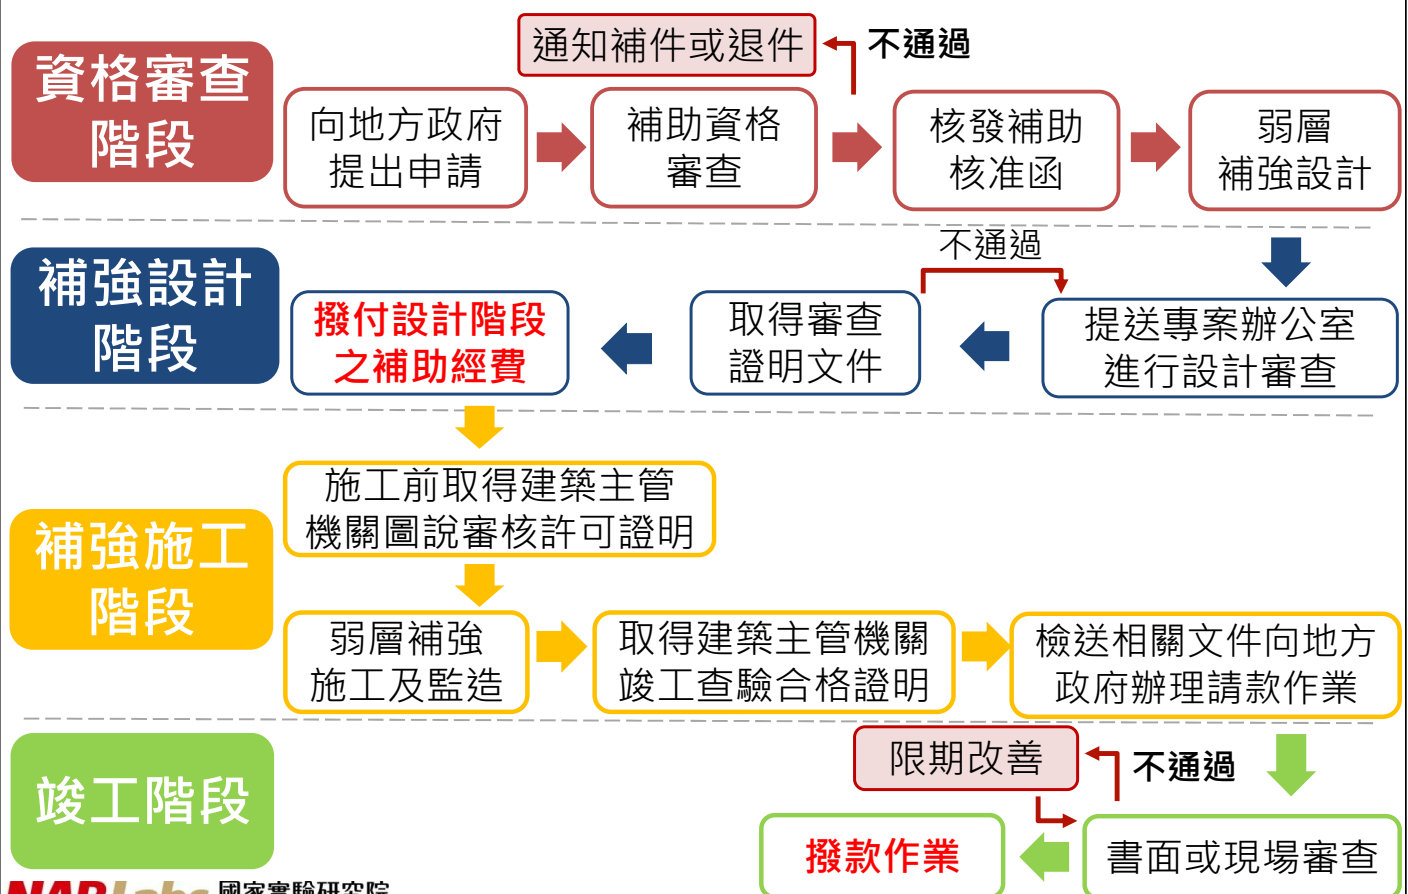 通知補件或退件
不通過
資格審查
階段
向地方政府
提出申請
補助資格
審查
核發補助
核准函
弱層
補強設計
不通過
補強設計
階段
撥付設計階段
之補助經費
取得審查
證明文件
提送專案辦公室
進行設計審查
施工前取得建築主管
機關圖說審核許可證明
補強施工
階段
弱層補強
施工及監造
取得建築主管機關
竣工查驗合格證明
檢送相關文件向地方
政府辦理請款作業
限期改善
不通過
竣工階段
撥款作業
書面或現場審查
NARLabs 國家實驗研究院